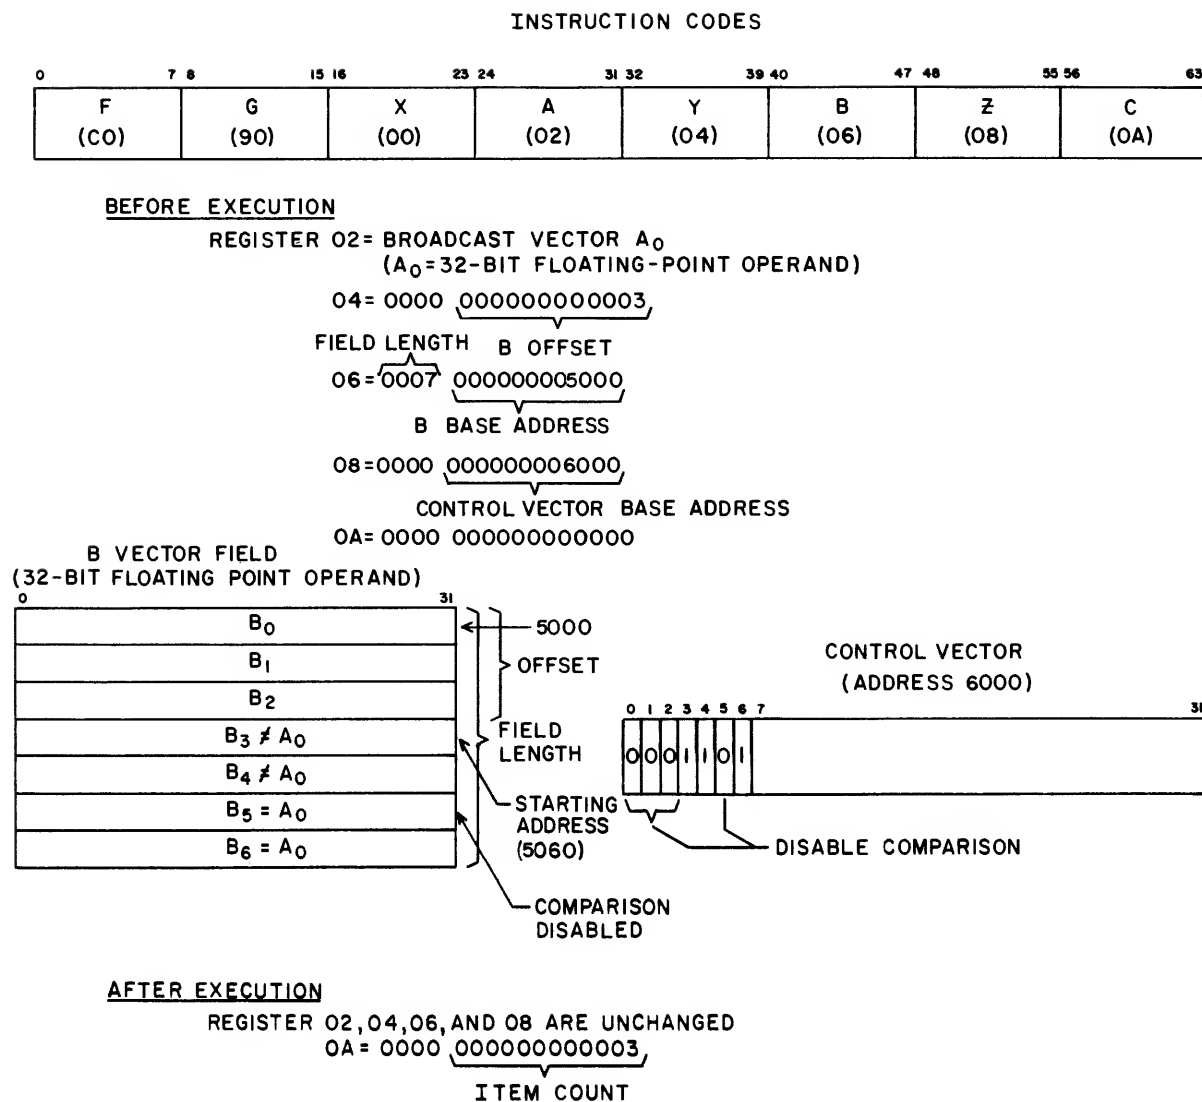 INSTRUCTION CODES
0 7 8 15 16 23 24 31 32 39 40 47 48 55 56 63
F G X A Y B Z C
(C0) (90) (00) (02) (04) (06) (08) (0A)
BEFORE EXECUTION
REGISTER 02= BROADCAST VECTOR A0
(A0=32-BIT FLOATING-POINT OPERAND)
04= 0000 000000000003
B OFFSET
FIELD LENGTH
06= 0007 000000005000
B BASE ADDRESS
08=0000 000000006000
CONTROL VECTOR BASE ADDRESS
0A= 0000 000000000000
B VECTOR FIELD
(32-BIT FLOATING POINT OPERAND)
0 31
B0
B1
B2
B3 ≠ A0
B4 ≠ A0
B5 = A0
B6 = A0
5000
OFFSET
FIELD
LENGTH
STARTING
ADDRESS
(5060)
COMPARISON
DISABLED
CONTROL VECTOR
(ADDRESS 6000)
0 1 2 3 4 5 6 7 31
0 0 0 1 1 0 1
DISABLE COMPARISON
AFTER EXECUTION
REGISTER 02,04,06, AND 08 ARE UNCHANGED
0A= 0000 000000000003
ITEM COUNT